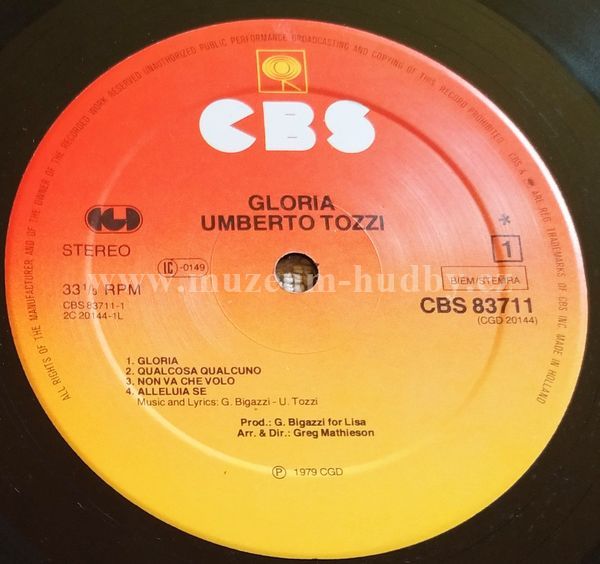 ALL RIGHTS OF THE MANUFACTURER AND OF THE OWNER OF THE RECORDED WORK RESERVED UNAUTHORIZED PUBLIC PERFORMANCE BROADCASTING AND COPYING OF THIS RECORD PROHIBITED. CBS & ARE REG. TRADEMARKS OF CBS INC. MADE IN HOLLAND
CBS
GLORIA
UMBERTO TOZZI
CGD
STEREO
LC -0149
33⅓ RPM
CBS 83711-1
2C 20144-1L
*
1
BIEM/STEMRA
CBS 83711
(CGD 20144)
www.muzeum-hudby.cz
1. GLORIA
2. QUALCOSA QUALCUNO
3. NON VA CHE VOLO
4. ALLELUIA SE
Music and Lyrics: G. Bigazzi - U. Tozzi
Prod.: G. Bigazzi for Lisa
Arr. & Dir.: Greg Mathieson
Ⓟ 1979 CGD